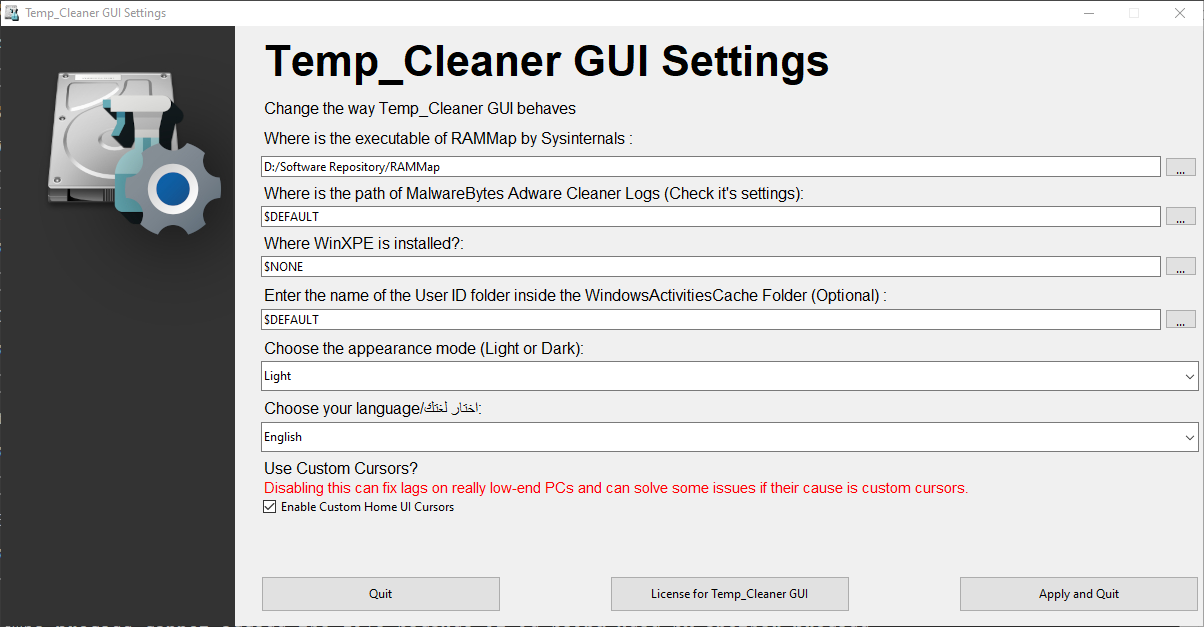 Temp_Cleaner GUI Settings
Temp_Cleaner GUI Settings
Change the way Temp_Cleaner GUI behaves
Where is the executable of RAMMap by Sysinternals :
D:/Software Repository/RAMMap
...
Where is the path of MalwareBytes Adware Cleaner Logs (Check it's settings):
$DEFAULT
...
Where WinXPE is installed?:
$NONE
...
Enter the name of the User ID folder inside the WindowsActivitiesCache Folder (Optional) :
$DEFAULT
...
Choose the appearance mode (Light or Dark):
Light
Choose your language/اختار لغتك:
English
Use Custom Cursors?
Disabling this can fix lags on really low-end PCs and can solve some issues if their cause is custom cursors.
Enable Custom Home UI Cursors
Quit
License for Temp_Cleaner GUI
Apply and Quit